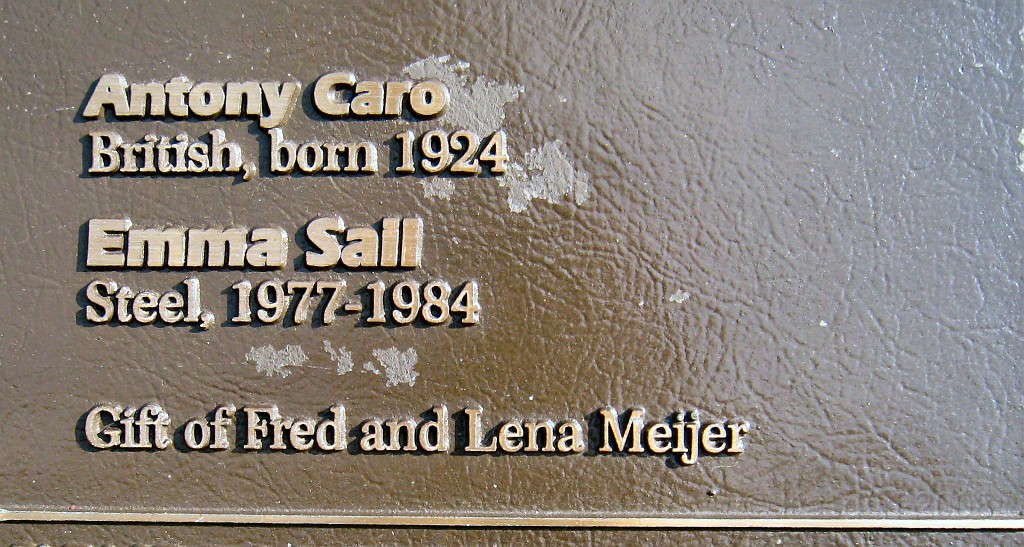 Antony Caro
British, born 1924
Emma Sail
Steel, 1977-1984
Gift of Fred and Lena Meijer